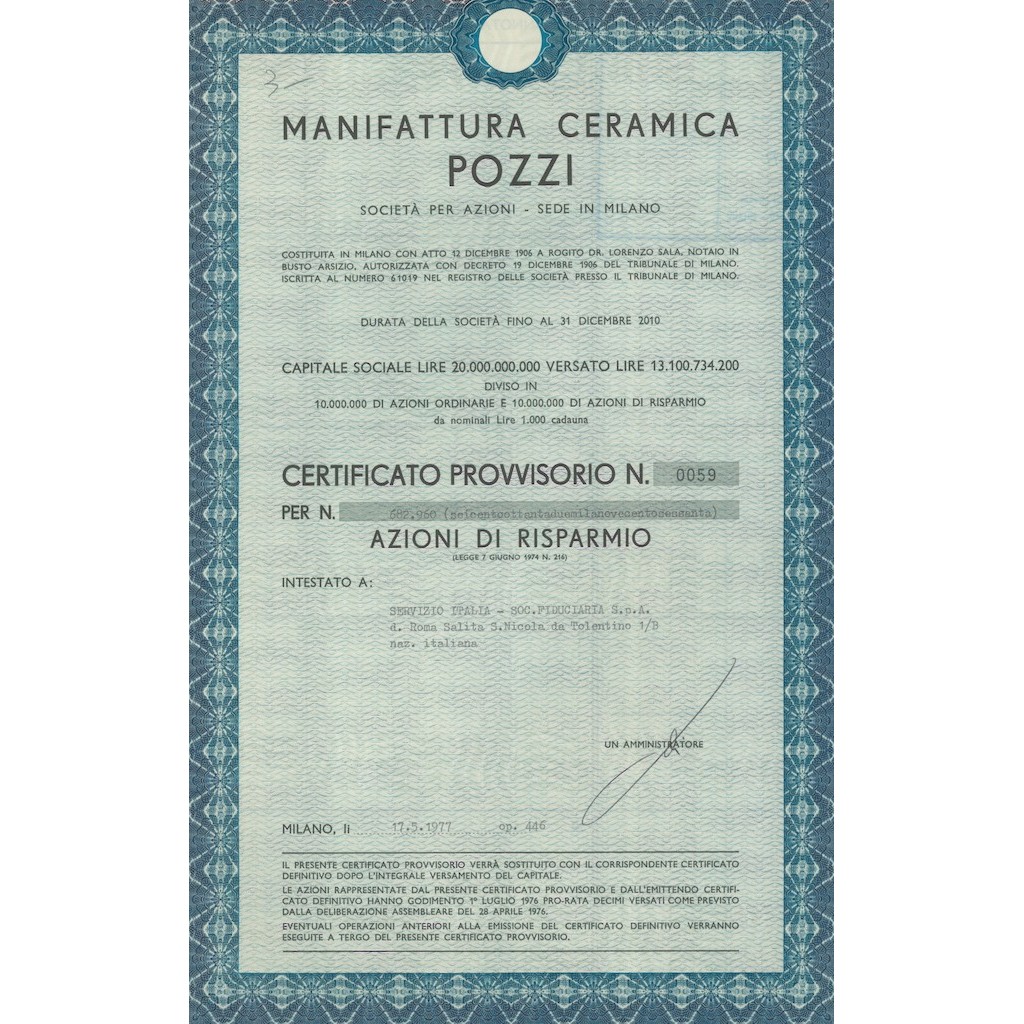 3-
MANIFATTURA CERAMICA
POZZI
SOCIETÀ PER AZIONI - SEDE IN MILANO
COSTITUITA IN MILANO CON ATTO 12 DICEMBRE 1906 A ROGITO DR. LORENZO SALA, NOTAIO IN
BUSTO ARSIZIO, AUTORIZZATA CON DECRETO 19 DICEMBRE 1906 DEL TRIBUNALE DI MILANO.
ISCRITTA AL NUMERO 61019 NEL REGISTRO DELLE SOCIETÀ PRESSO IL TRIBUNALE DI MILANO.
DURATA DELLA SOCIETÀ FINO AL 31 DICEMBRE 2010
CAPITALE SOCIALE LIRE 20.000.000.000 VERSATO LIRE 13.100.734.200
DIVISO IN
10.000.000 DI AZIONI ORDINARIE E 10.000.000 DI AZIONI DI RISPARMIO
da nominali Lire 1.000 cadauna
CERTIFICATO PROVVISORIO N. 0059
PER N. 682.960 (seicentottantaduemilanovecentosessanta)
AZIONI DI RISPARMIO
(LEGGE 7 GIUGNO 1974 N. 216)
INTESTATO A:
SERVIZIO ITALIA - SOC.FIDUCIARIA S.p.A.
d. Roma Salita S.Nicola da Tolentino 1/B
naz. italiana
UN AMMINISTRATORE
MILANO, li 17.5.1977 op. 446
IL PRESENTE CERTIFICATO PROVVISORIO VERRÀ SOSTITUITO CON IL CORRISPONDENTE CERTIFICATO
DEFINITIVO DOPO L'INTEGRALE VERSAMENTO DEL CAPITALE.
LE AZIONI RAPPRESENTATE DAL PRESENTE CERTIFICATO PROVVISORIO E DALL'EMITTENDO CERTIFI-
CATO DEFINITIVO HANNO GODIMENTO 1º LUGLIO 1976 PRO-RATA DECIMI VERSATI COME PREVISTO
DALLA DELIBERAZIONE ASSEMBLEARE DEL 28 APRILE 1976.
EVENTUALI OPERAZIONI ANTERIORI ALLA EMISSIONE DEL CERTIFICATO DEFINITIVO VERRANNO
ESEGUITE A TERGO DEL PRESENTE CERTIFICATO PROVVISORIO.